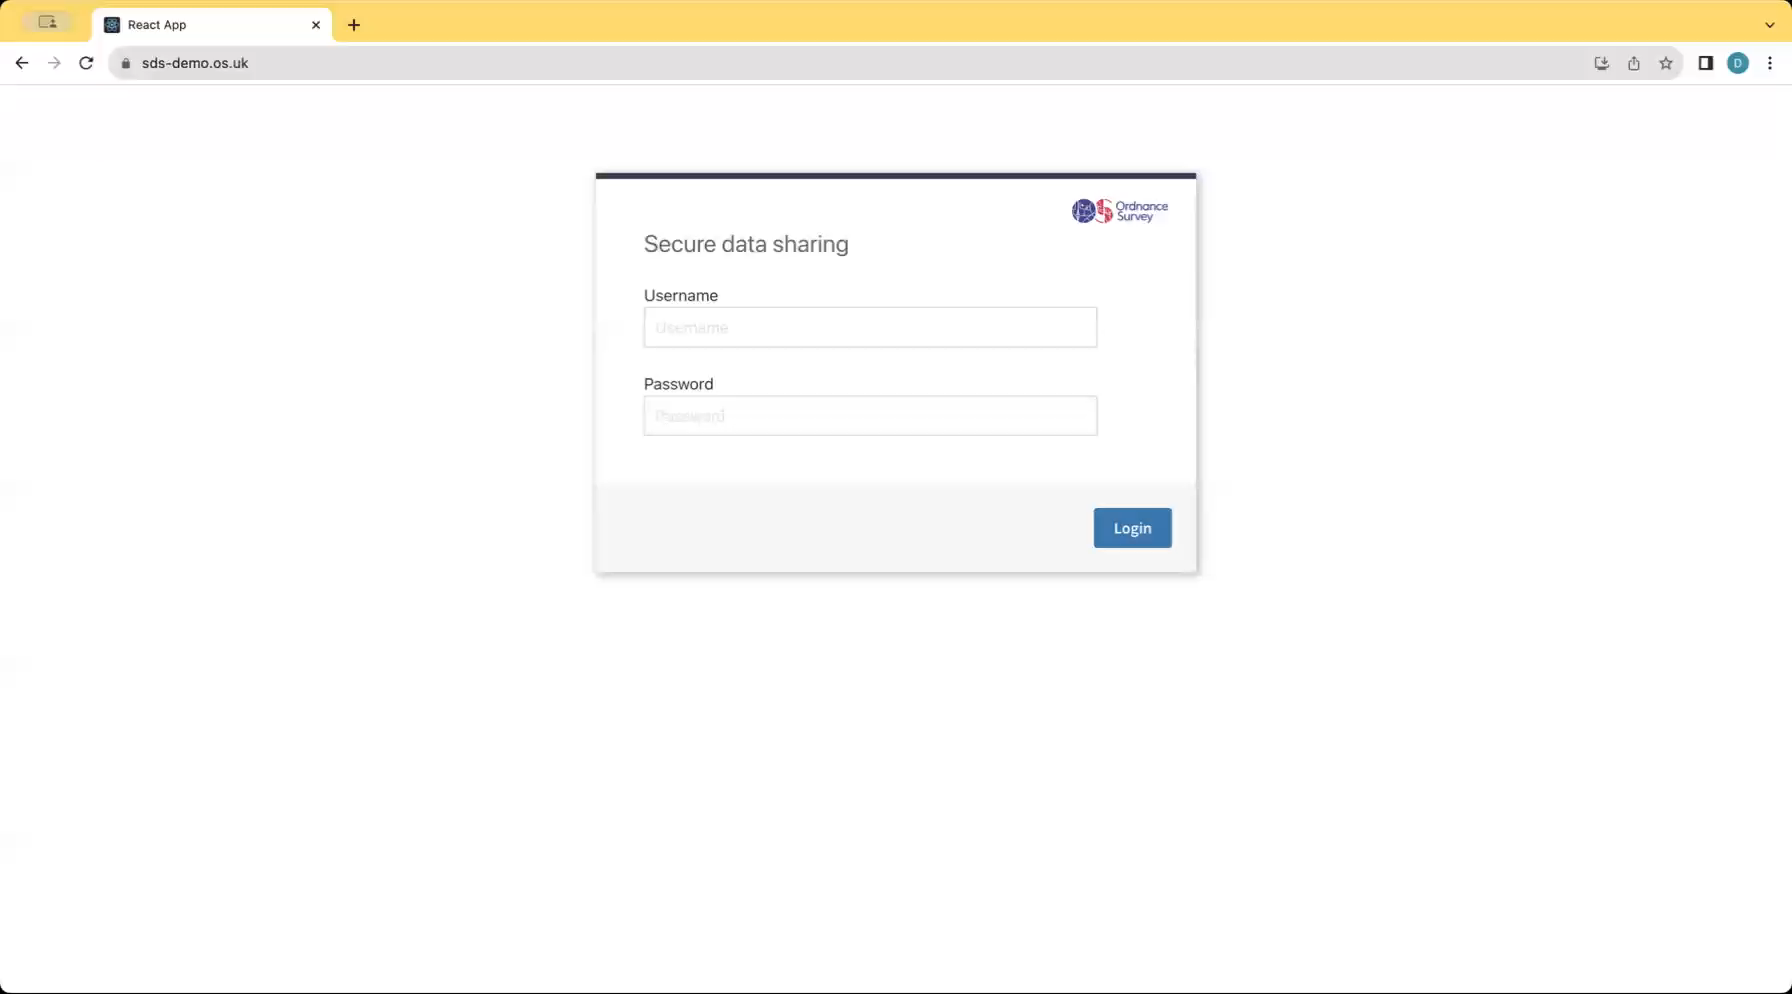 React App
sds-demo.os.uk
D
Ordnance
Survey
Secure data sharing
Username
Username
Password
Password
Login